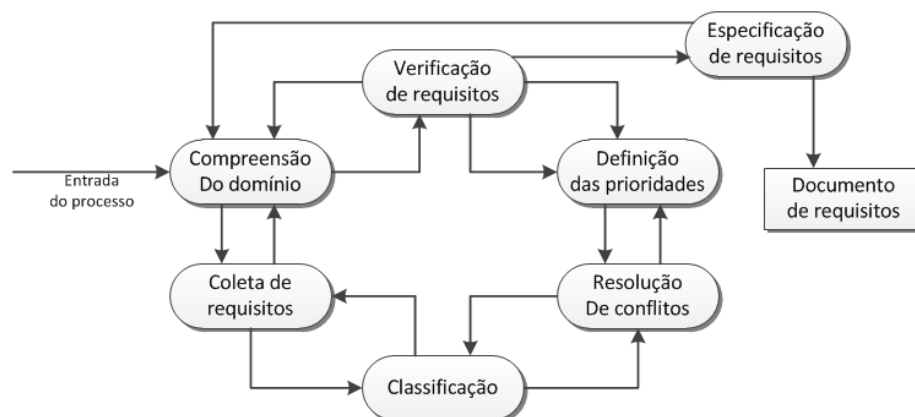 Especificação
de requisitos
Verificação
de requisitos
Compreensão
Do domínio
Definição
das prioridades
Entrada
do processo
Documento
de requisitos
Coleta de
requisitos
Resolução
De conflitos
Classificação